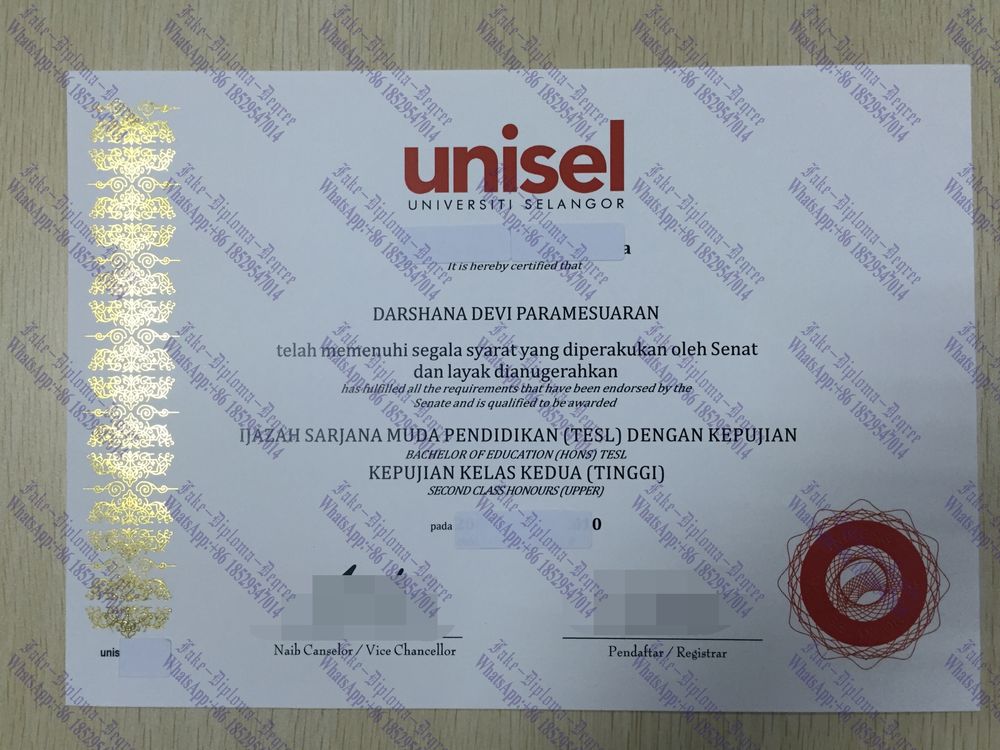 unisel
UNIVERSITI SELANGOR
a
It is hereby certified that
DARSHANA DEVI PARAMESUARAN
telah memenuhi segala syarat yang diperakukan oleh Senat
dan layak dianugerahkan
has fulfilled all the requirements that have been endorsed by the
Senate and is qualified to be awarded
IJAZAH SARJANA MUDA PENDIDIKAN (TESL) DENGAN KEPUJIAN
BACHELOR OF EDUCATION (HONS) TESL
KEPUJIAN KELAS KEDUA (TINGGI)
SECOND CLASS HONOURS (UPPER)
pada 20 10
Naib Canselor / Vice Chancellor
Pendaftar / Registrar
unis
Fake-Diploma-Degree
WhatsApp:+86 18529547014